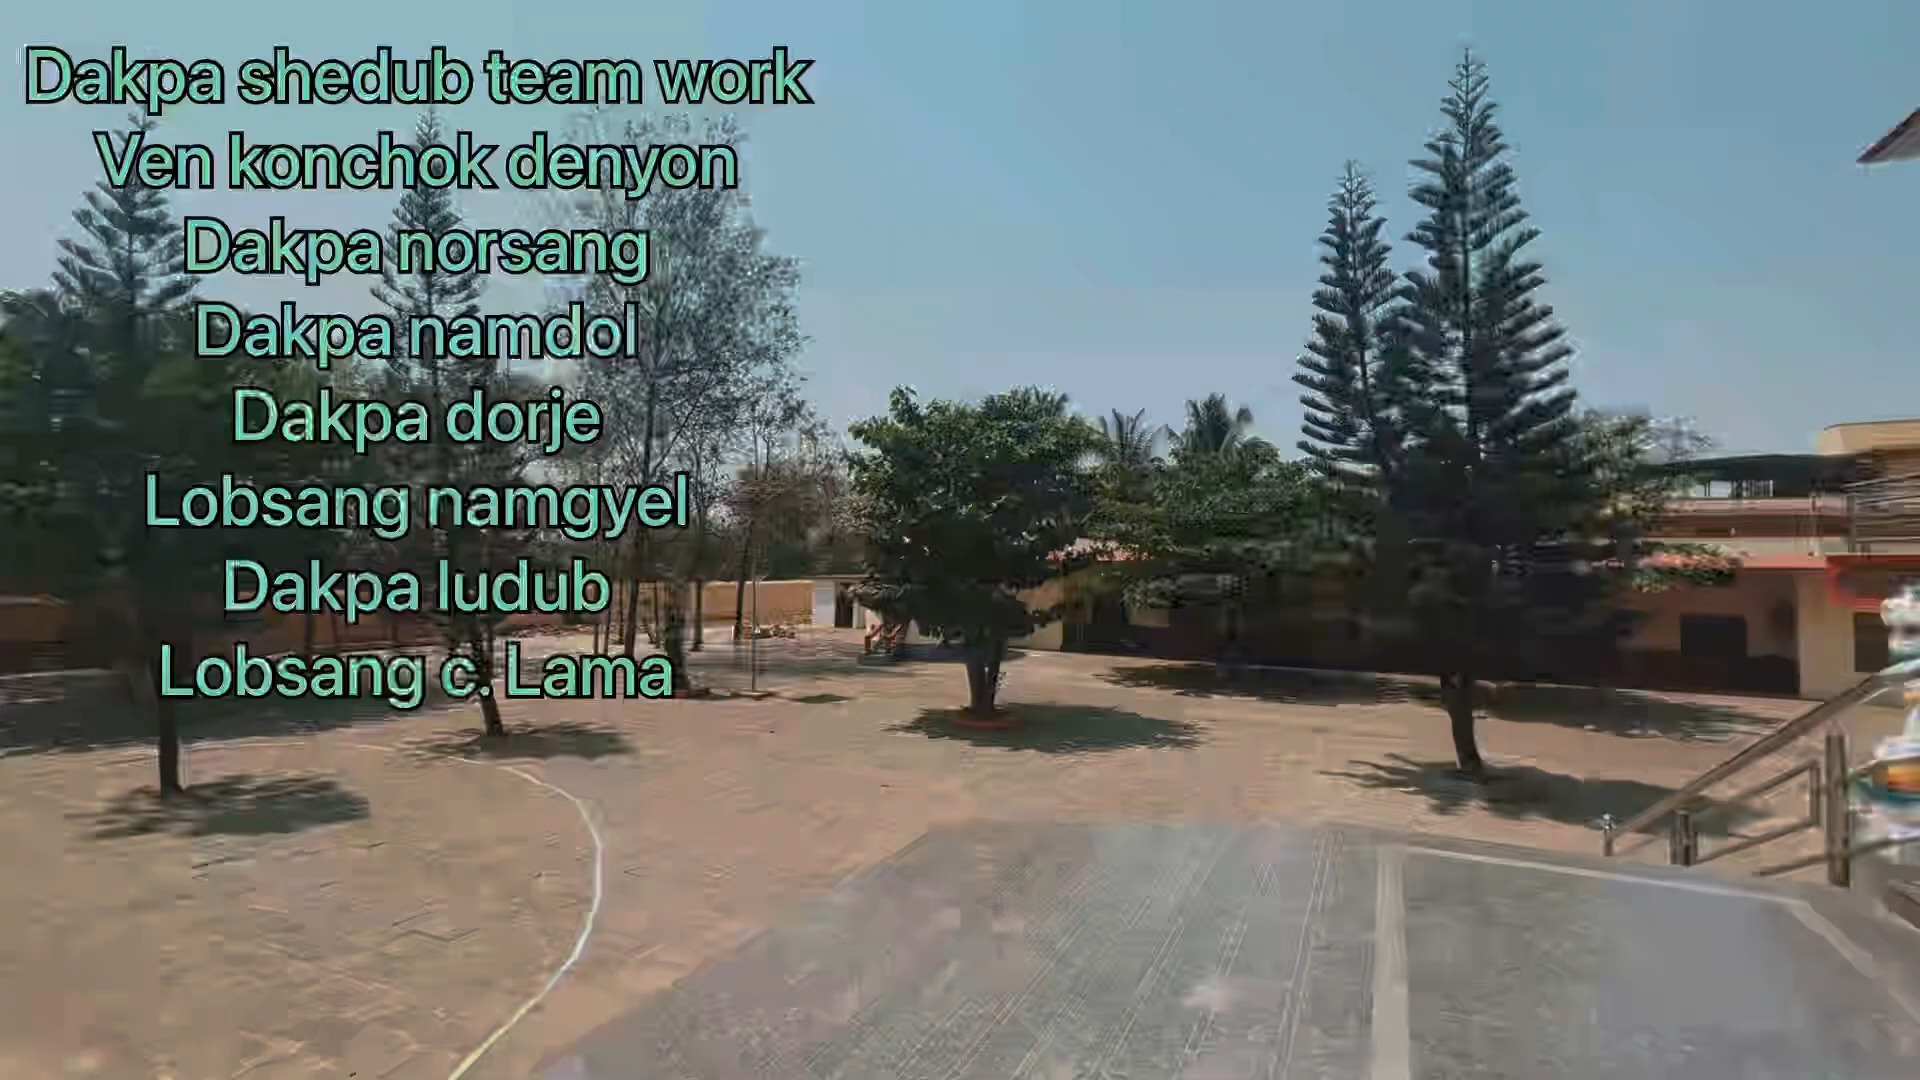 Dakpa shedub team work
Ven konchok denyon
Dakpa norsang
Dakpa namdol
Dakpa dorje
Lobsang namgyel
Dakpa ludub
Lobsang c. Lama